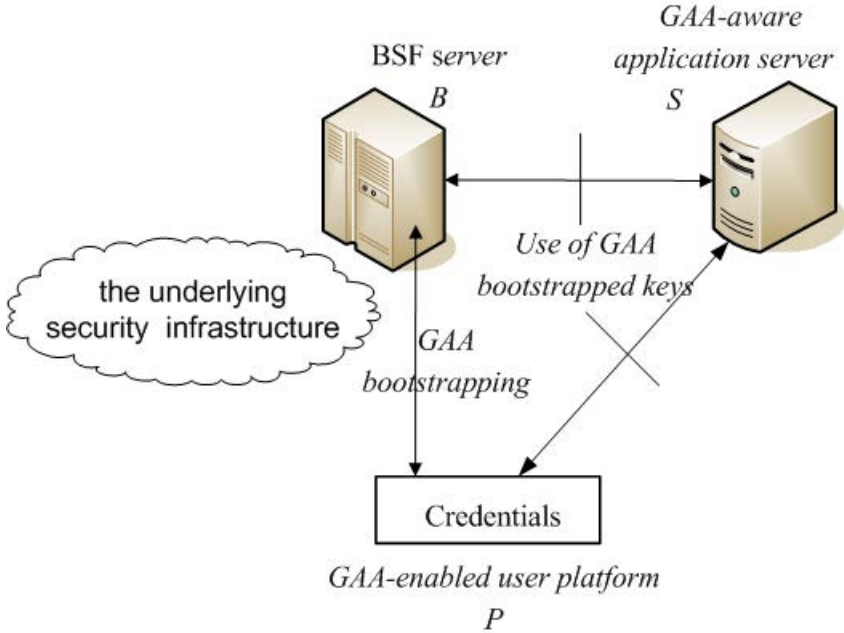 GAA-aware
application server
S
BSF server
B
Use of GAA
bootstrapped keys
the underlying
security infrastructure
GAA
bootstrapping
Credentials
GAA-enabled user platform
P